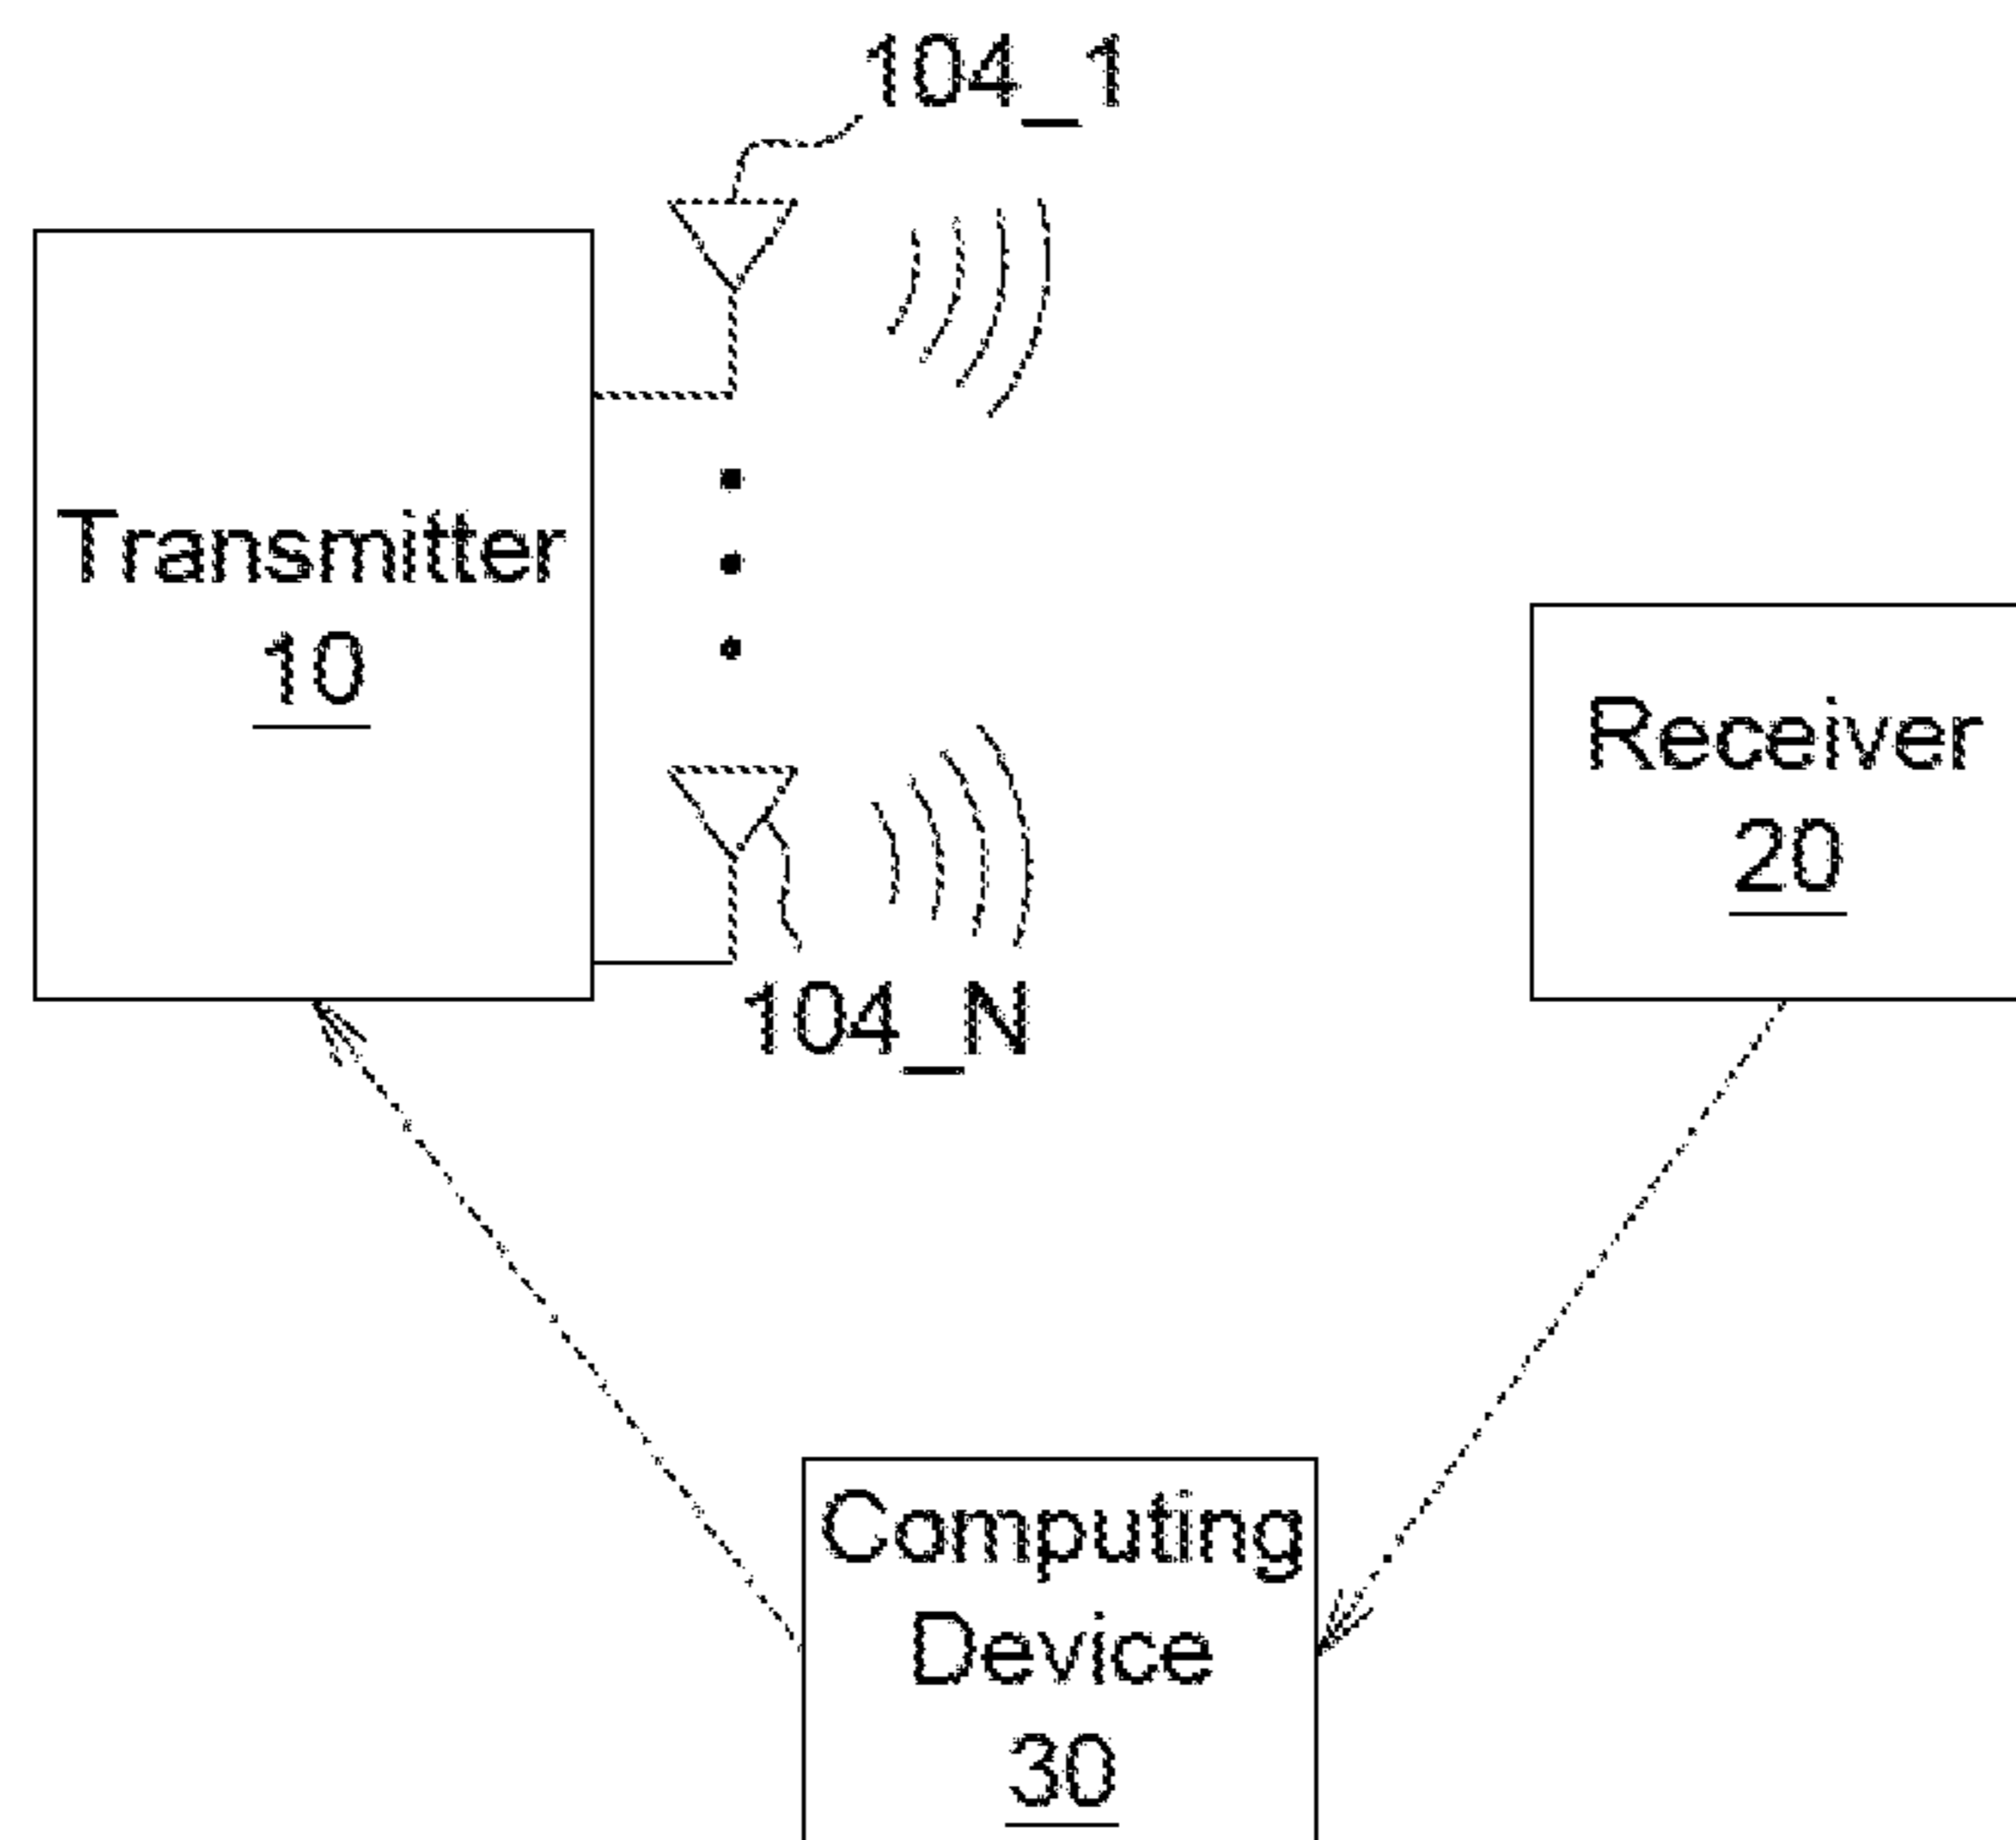 104_1
Transmitter
10
Receiver
20
104_N
Computing
Device
30